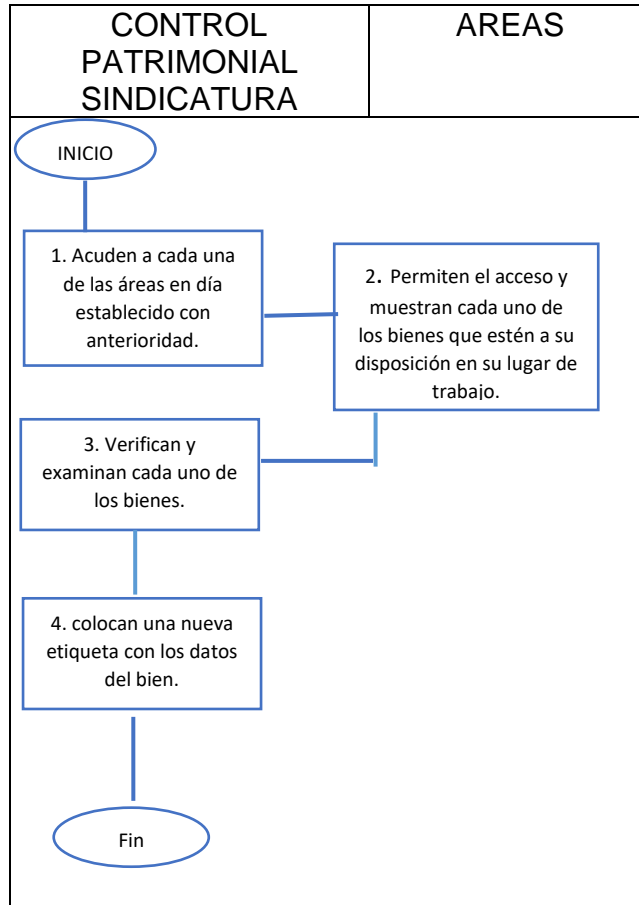 CONTROL
PATRIMONIAL
SINDICATURA
AREAS
INICIO
1. Acuden a cada una
de las áreas en día
establecido con
anterioridad.
2. Permiten el acceso y
muestran cada uno de
los bienes que estén a su
disposición en su lugar de
trabajo.
3. Verifican y
examinan cada uno de
los bienes.
4. colocan una nueva
etiqueta con los datos
del bien.
Fin